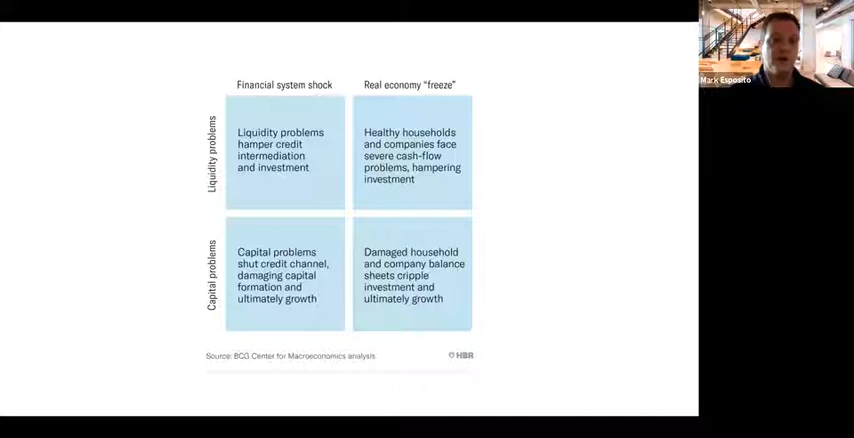 Financial system shock
Real economy "freeze"
Liquidity problems
Liquidity problems
hamper credit
intermediation
and investment
Healthy households
and companies face
severe cash-flow
problems, hampering
investment
Capital problems
Capital problems
shut credit channel,
damaging capital
formation and
ultimately growth
Damaged household
and company balance
sheets cripple
investment and
ultimately growth
Source: BCG Center for Macroeconomics analysis
HBR
Mark Esposito